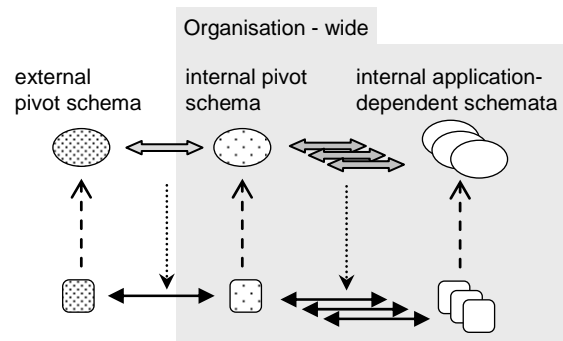 Organisation - wide
external
pivot schema
internal pivot
schema
internal application-
dependent schemata